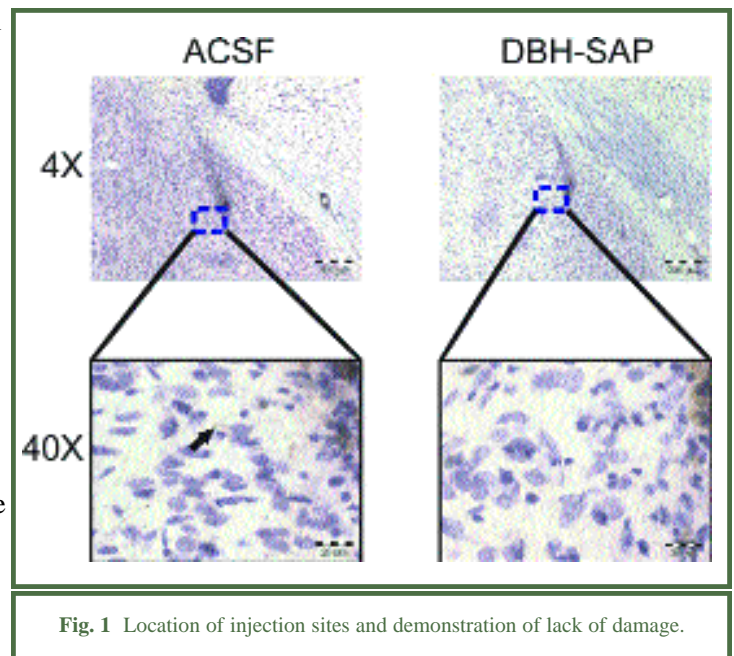 ACSF DBH-SAP
4X
40X
Fig. 1 Location of injection sites and demonstration of lack of damage.